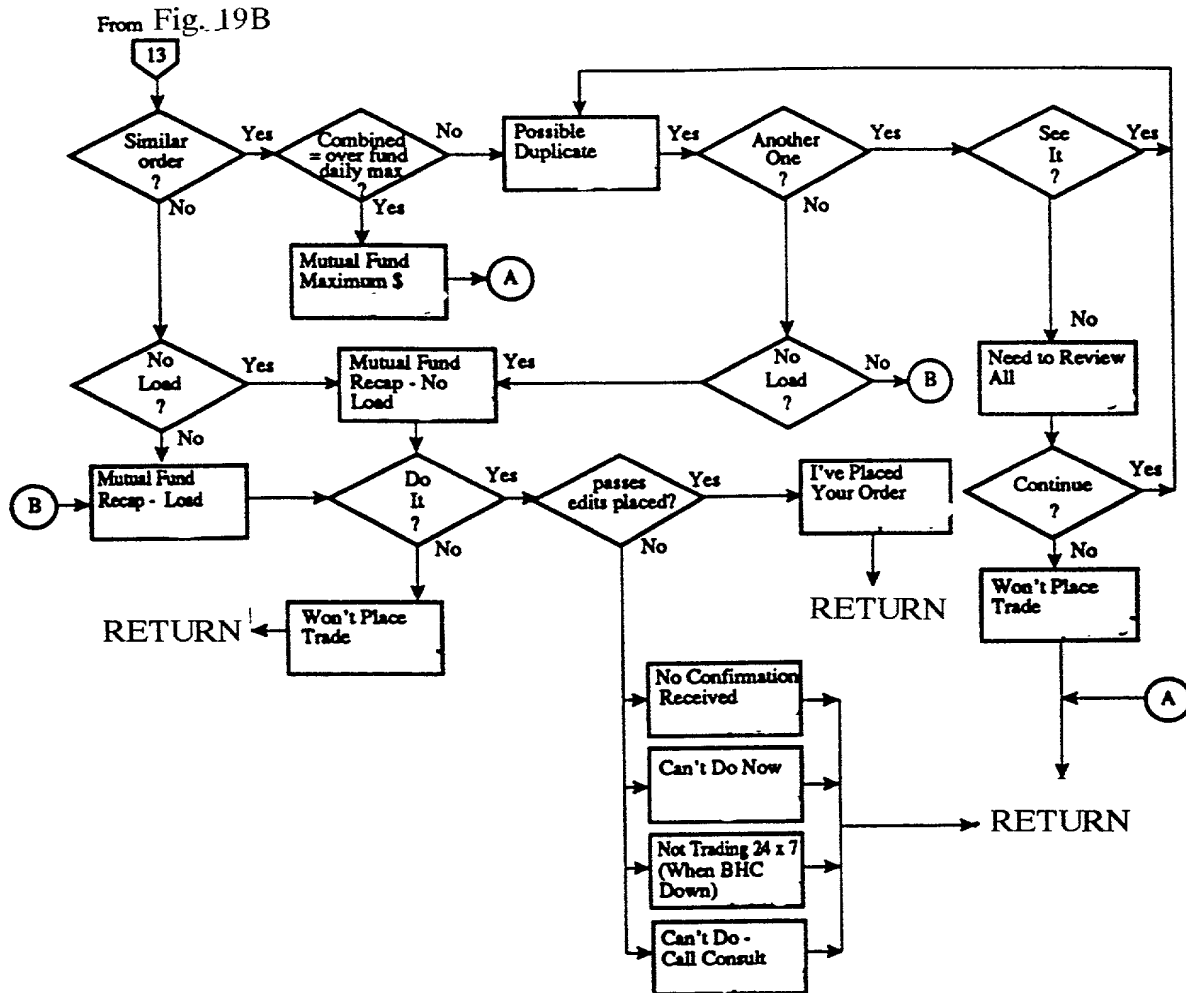 From Fig. 19B
13
Similar
order
?
Yes
No
Combined
= over fund
daily max
?
No
Yes
Possible
Duplicate
Yes
Another
One
?
Yes
No
See
It
?
Yes
No
Mutual Fund
Maximum $
A
No
Load
?
Yes
No
Mutual Fund
Recap - No
Load
Yes
No
Load
?
No
B
Need to Review
All
B
Mutual Fund
Recap - Load
Do
It
?
Yes
No
passes
edits placed?
Yes
No
I've Placed
Your Order
Continue
?
Yes
No
RETURN
Won't Place
Trade
RETURN
Won't Place
Trade
No Confirmation
Received
A
Can't Do Now
RETURN
Not Trading 24 x 7
(When BHC
Down)
Can't Do -
Call Consult